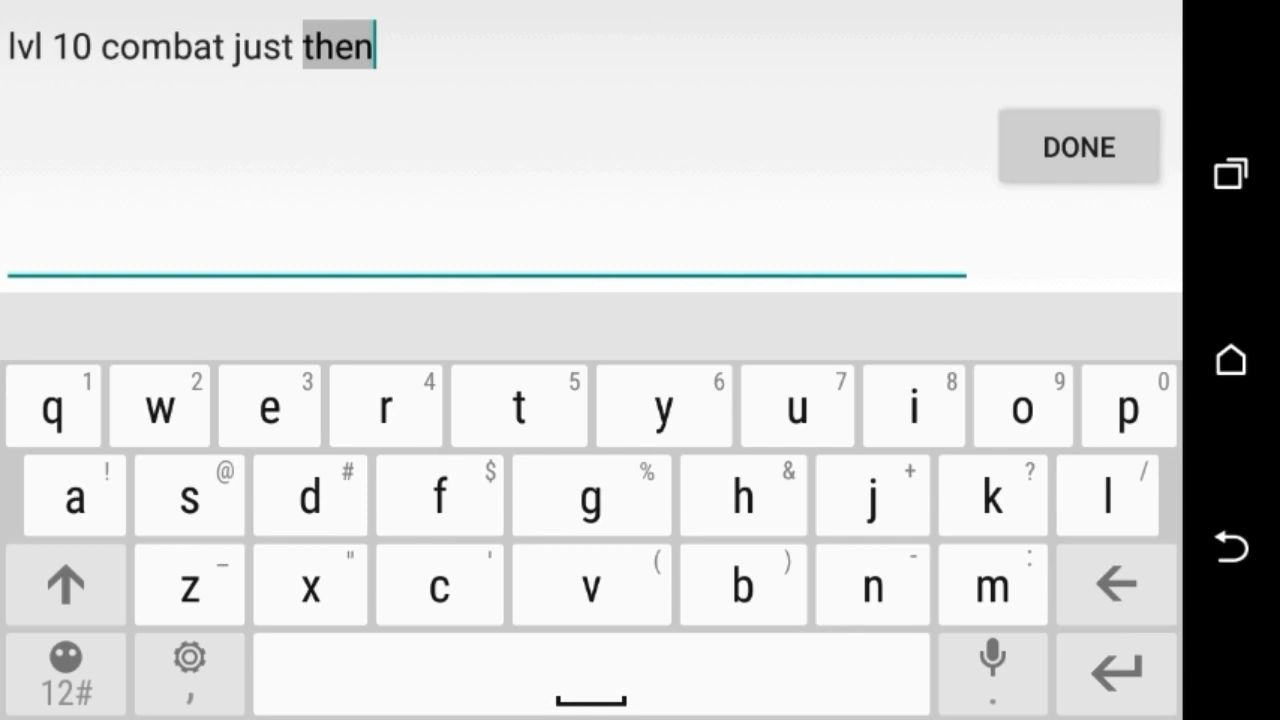 lvl 10 combat just then
DONE
1 2 3 4 5 6 7 8 9 0
q w e r t y u i o p
! @ # $ % & + ? /
a s d f g h j k l
_ " ' ( ) - :
z x c v b n m
12# , .